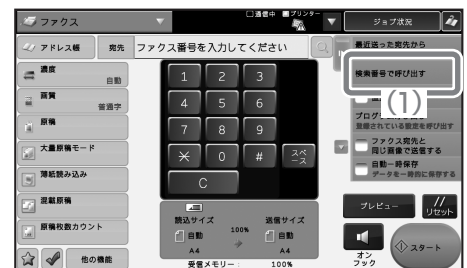 ファクス
□通信中
■プリンター
ジョブ状況
アドレス帳
宛先
ファクス番号を入力してください
最近送った宛先から
検索番号で呼び出す
(1)
濃度
自動
画質
普通字
原稿
大量原稿モード
薄紙読み込み
混載原稿
原稿枚数カウント
他の機能
1 2 3
4 5 6
7 8 9
* 0 # スペース
C
プログ
登録されている設定を呼び出す
ファクス宛先と
同じ画像で送信する
自動一時保存
データを一時的に保存する
読込サイズ
送信サイズ
自動
100%
自動
A4
A4
受信メモリー:
100%
プレビュー
//
リセット
オン
フック
スタート